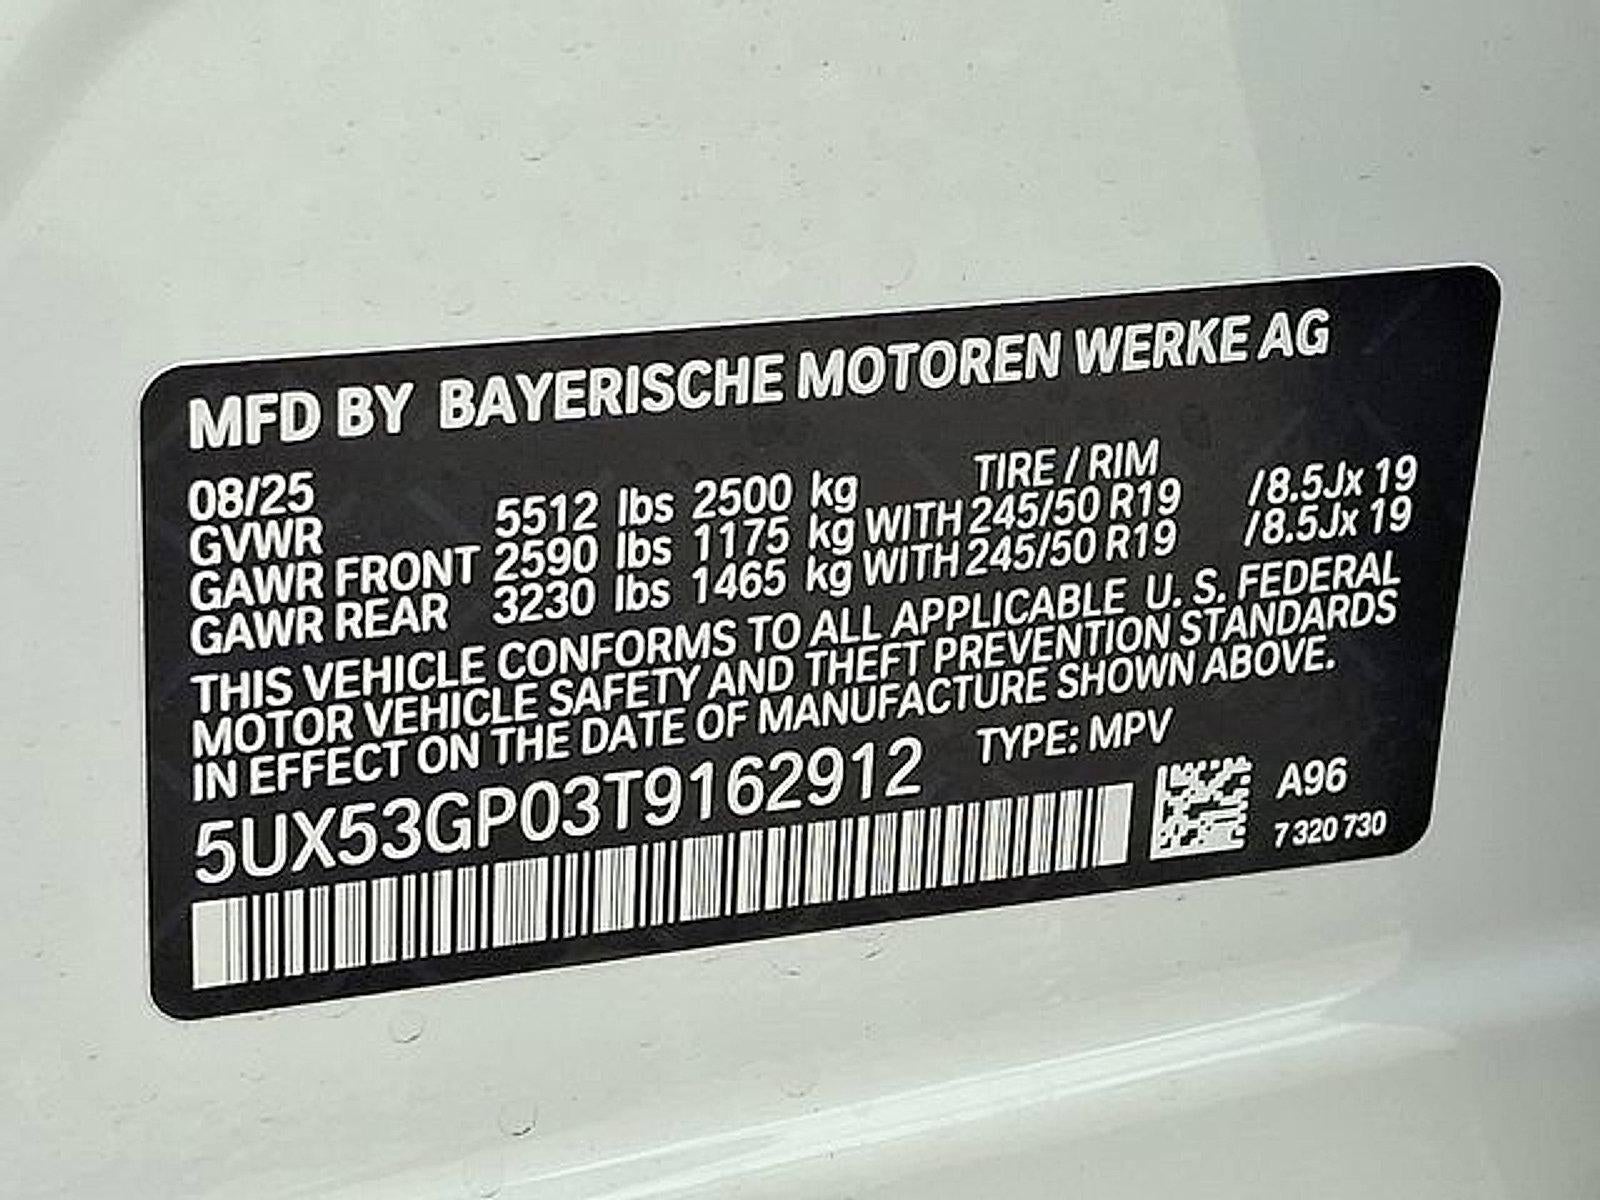 MFD BY BAYERISCHE MOTOREN WERKE AG
08/25 TIRE / RIM
GVWR 5512 lbs 2500 kg
GAWR FRONT 2590 lbs 1175 kg WITH 245/50 R19 /8.5Jx 19
GAWR REAR 3230 lbs 1465 kg WITH 245/50 R19 /8.5Jx 19
THIS VEHICLE CONFORMS TO ALL APPLICABLE U. S. FEDERAL
MOTOR VEHICLE SAFETY AND THEFT PREVENTION STANDARDS
IN EFFECT ON THE DATE OF MANUFACTURE SHOWN ABOVE.
5UX53GP03T9162912 TYPE: MPV
A96
7 320 730